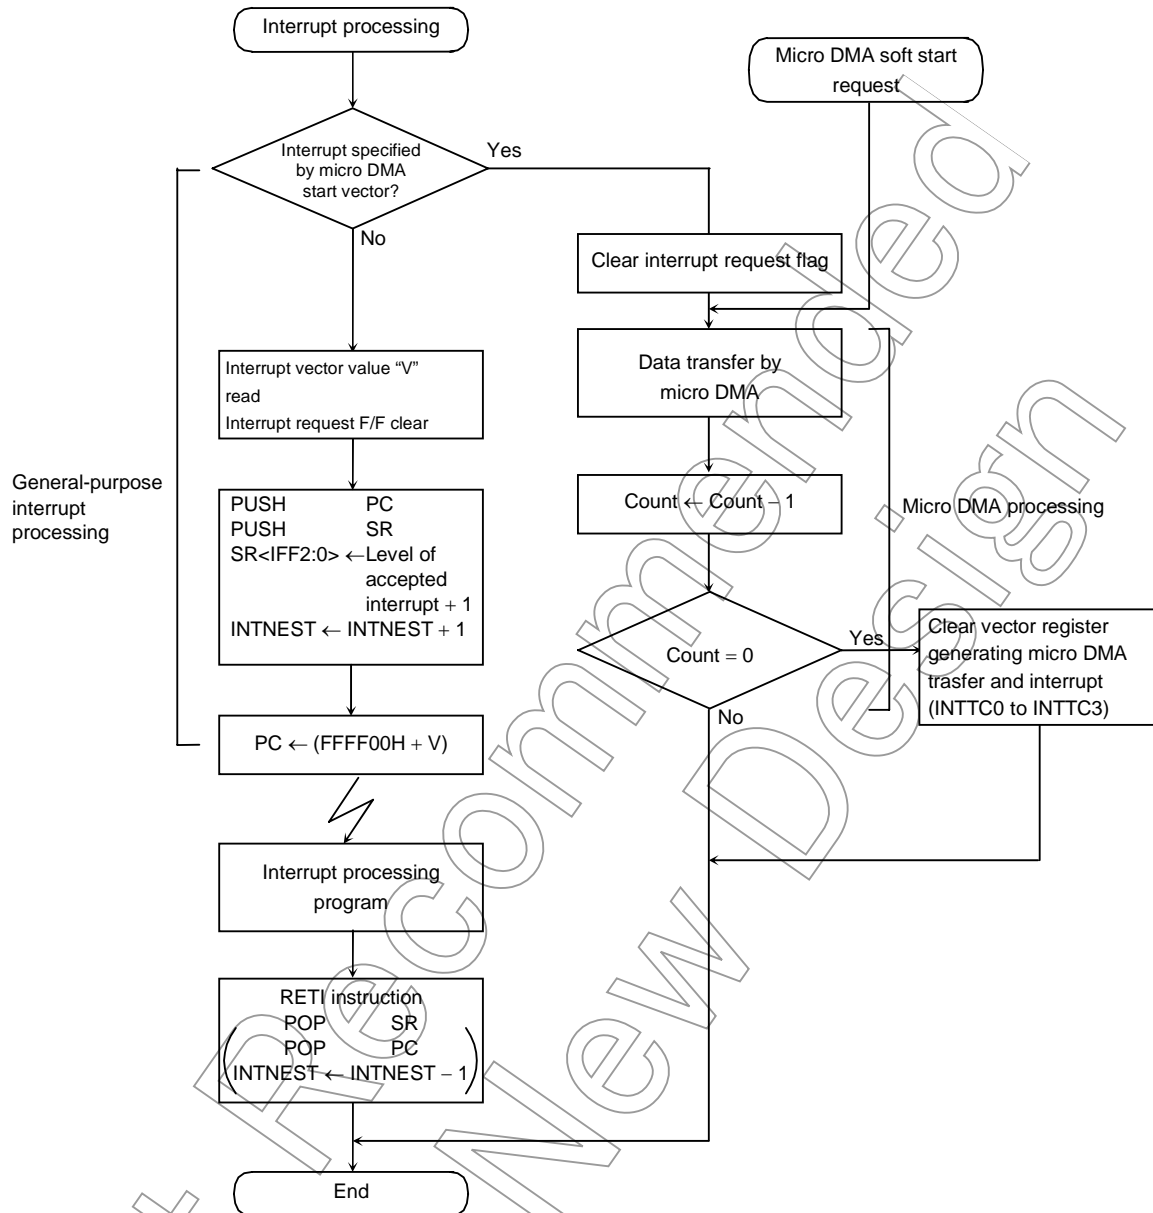 Interrupt processing
Micro DMA soft start
request
Interrupt specified
by micro DMA
start vector?
Yes
No
Clear interrupt request flag
Interrupt vector value “V”
read
Interrupt request F/F clear
Data transfer by
micro DMA
General-purpose
interrupt
processing
PUSH PC
PUSH SR
SR<IFF2:0> ← Level of
accepted
interrupt + 1
INTNEST ← INTNEST + 1
Count ← Count − 1
Micro DMA processing
Count = 0
Yes
No
Clear vector register
generating micro DMA
trasfer and interrupt
(INTTC0 to INTTC3)
PC ← (FFFF00H + V)
Interrupt processing
program
RETI instruction
POP SR
POP PC
INTNEST ← INTNEST − 1
End
Recommended
New Design